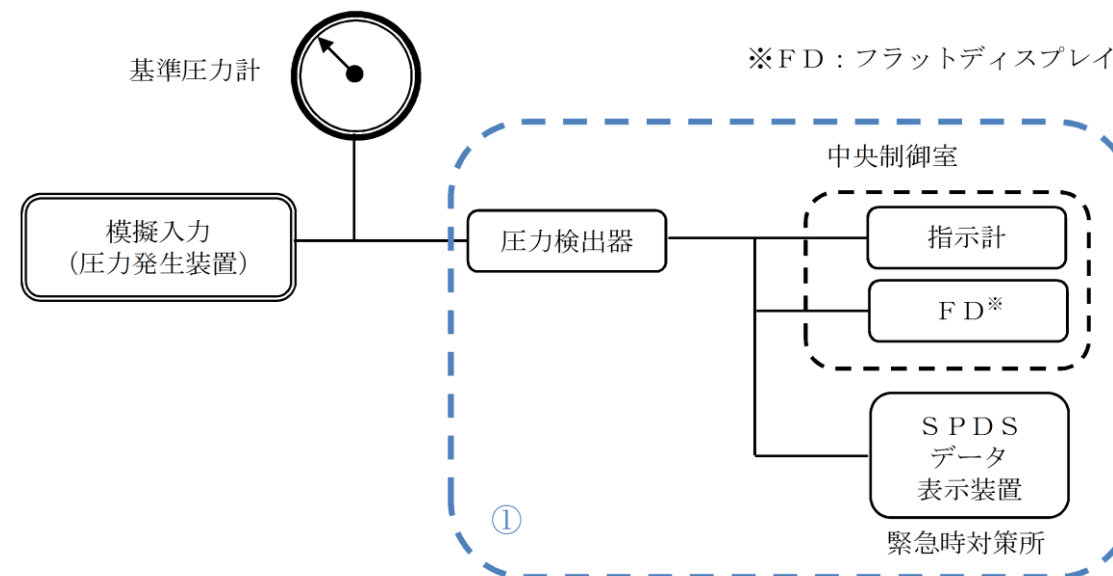 基準圧力計
※ＦＤ：フラットディスプレイ
中央制御室
模擬入力
（圧力発生装置）
圧力検出器
指示計
ＦＤ※
ＳＰＤＳ
データ
表示装置
①
緊急時対策所